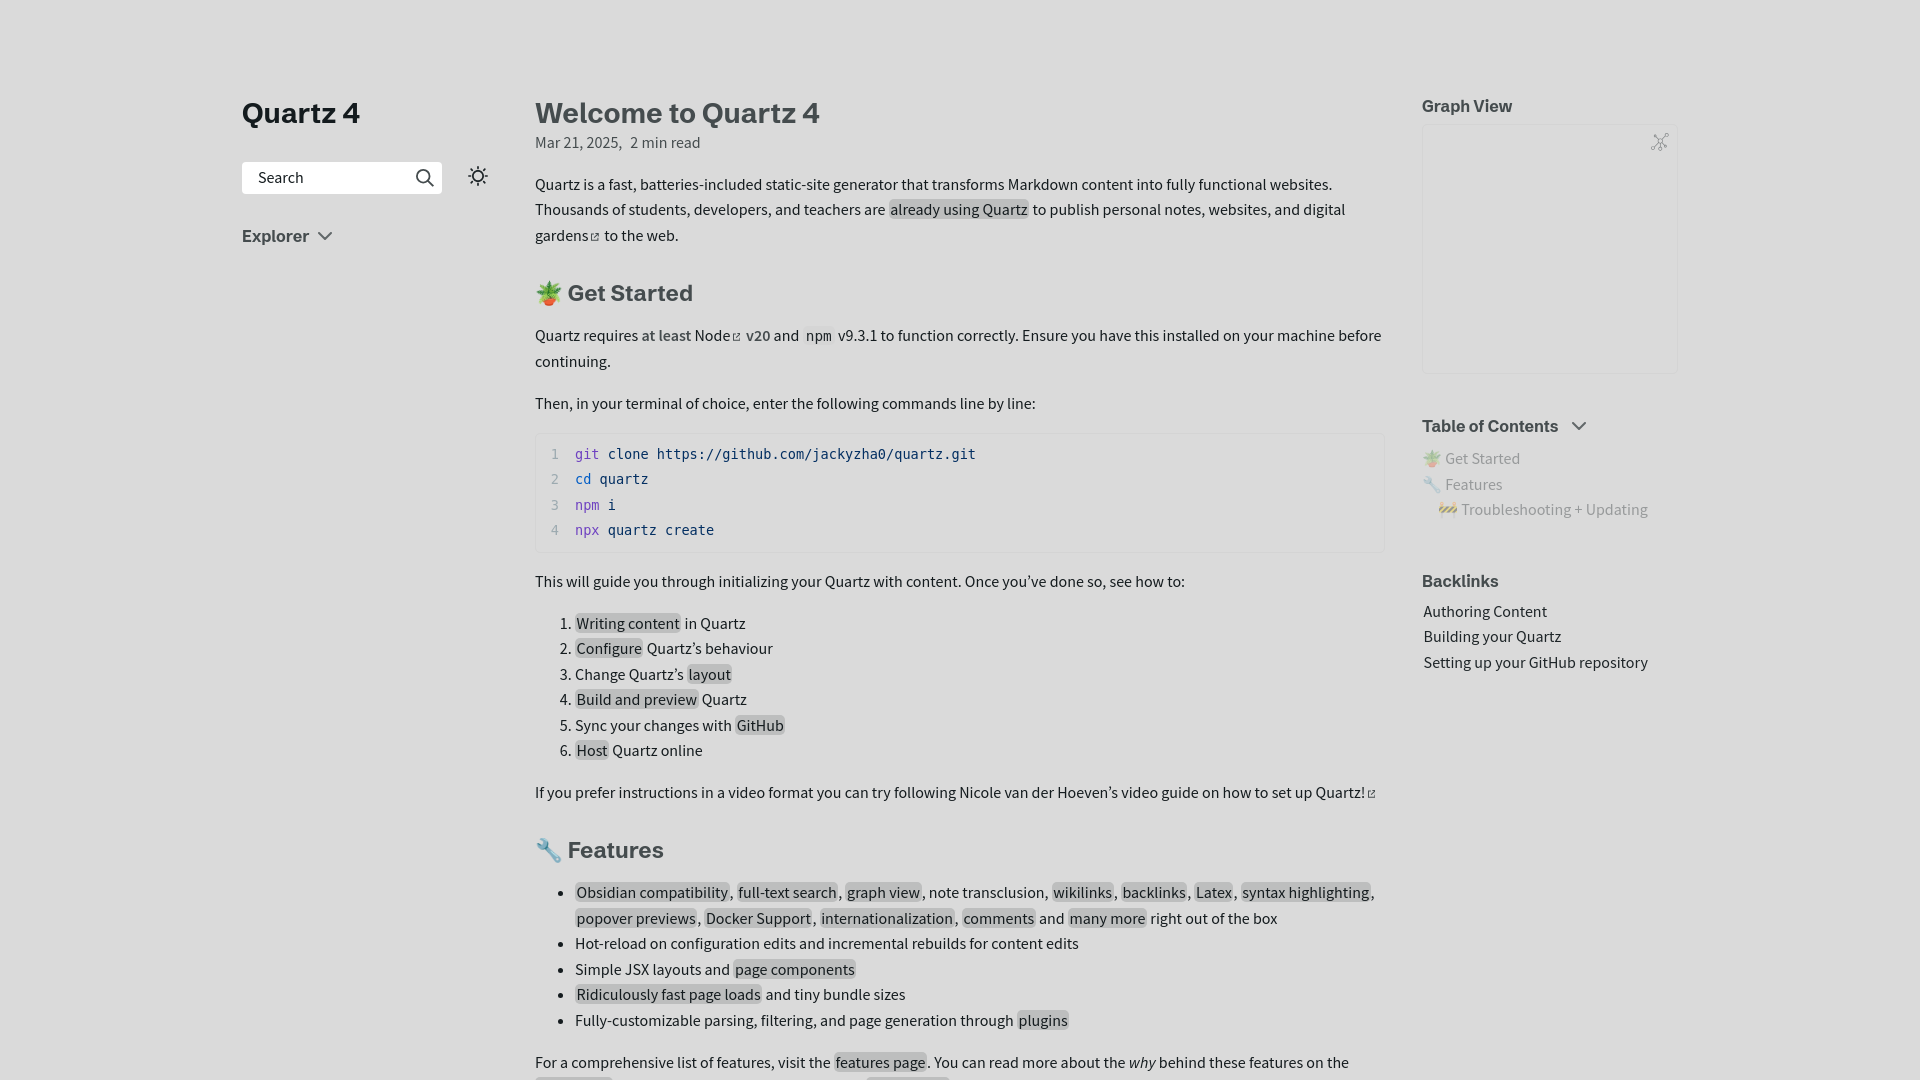 Quartz 4
Search
Explorer
Welcome to Quartz 4
Mar 21, 2025, 2 min read
Quartz is a fast, batteries-included static-site generator that transforms Markdown content into fully functional websites.
Thousands of students, developers, and teachers are already using Quartz to publish personal notes, websites, and digital
gardens to the web.
🪴 Get Started
Quartz requires at least Node v20 and npm v9.3.1 to function correctly. Ensure you have this installed on your machine before
continuing.
Then, in your terminal of choice, enter the following commands line by line:
1 git clone https://github.com/jackyzha0/quartz.git
2 cd quartz
3 npm i
4 npx quartz create
This will guide you through initializing your Quartz with content. Once you’ve done so, see how to:
1. Writing content in Quartz
2. Configure Quartz’s behaviour
3. Change Quartz’s layout
4. Build and preview Quartz
5. Sync your changes with GitHub
6. Host Quartz online
If you prefer instructions in a video format you can try following Nicole van der Hoeven’s video guide on how to set up Quartz!
🔧 Features
• Obsidian compatibility, full-text search, graph view, note transclusion, wikilinks, backlinks, Latex, syntax highlighting,
popover previews, Docker Support, internationalization, comments and many more right out of the box
• Hot-reload on configuration edits and incremental rebuilds for content edits
• Simple JSX layouts and page components
• Ridiculously fast page loads and tiny bundle sizes
• Fully-customizable parsing, filtering, and page generation through plugins
For a comprehensive list of features, visit the features page. You can read more about the why behind these features on the
Graph View
Table of Contents
🪴 Get Started
🔧 Features
🚧 Troubleshooting + Updating
Backlinks
Authoring Content
Building your Quartz
Setting up your GitHub repository